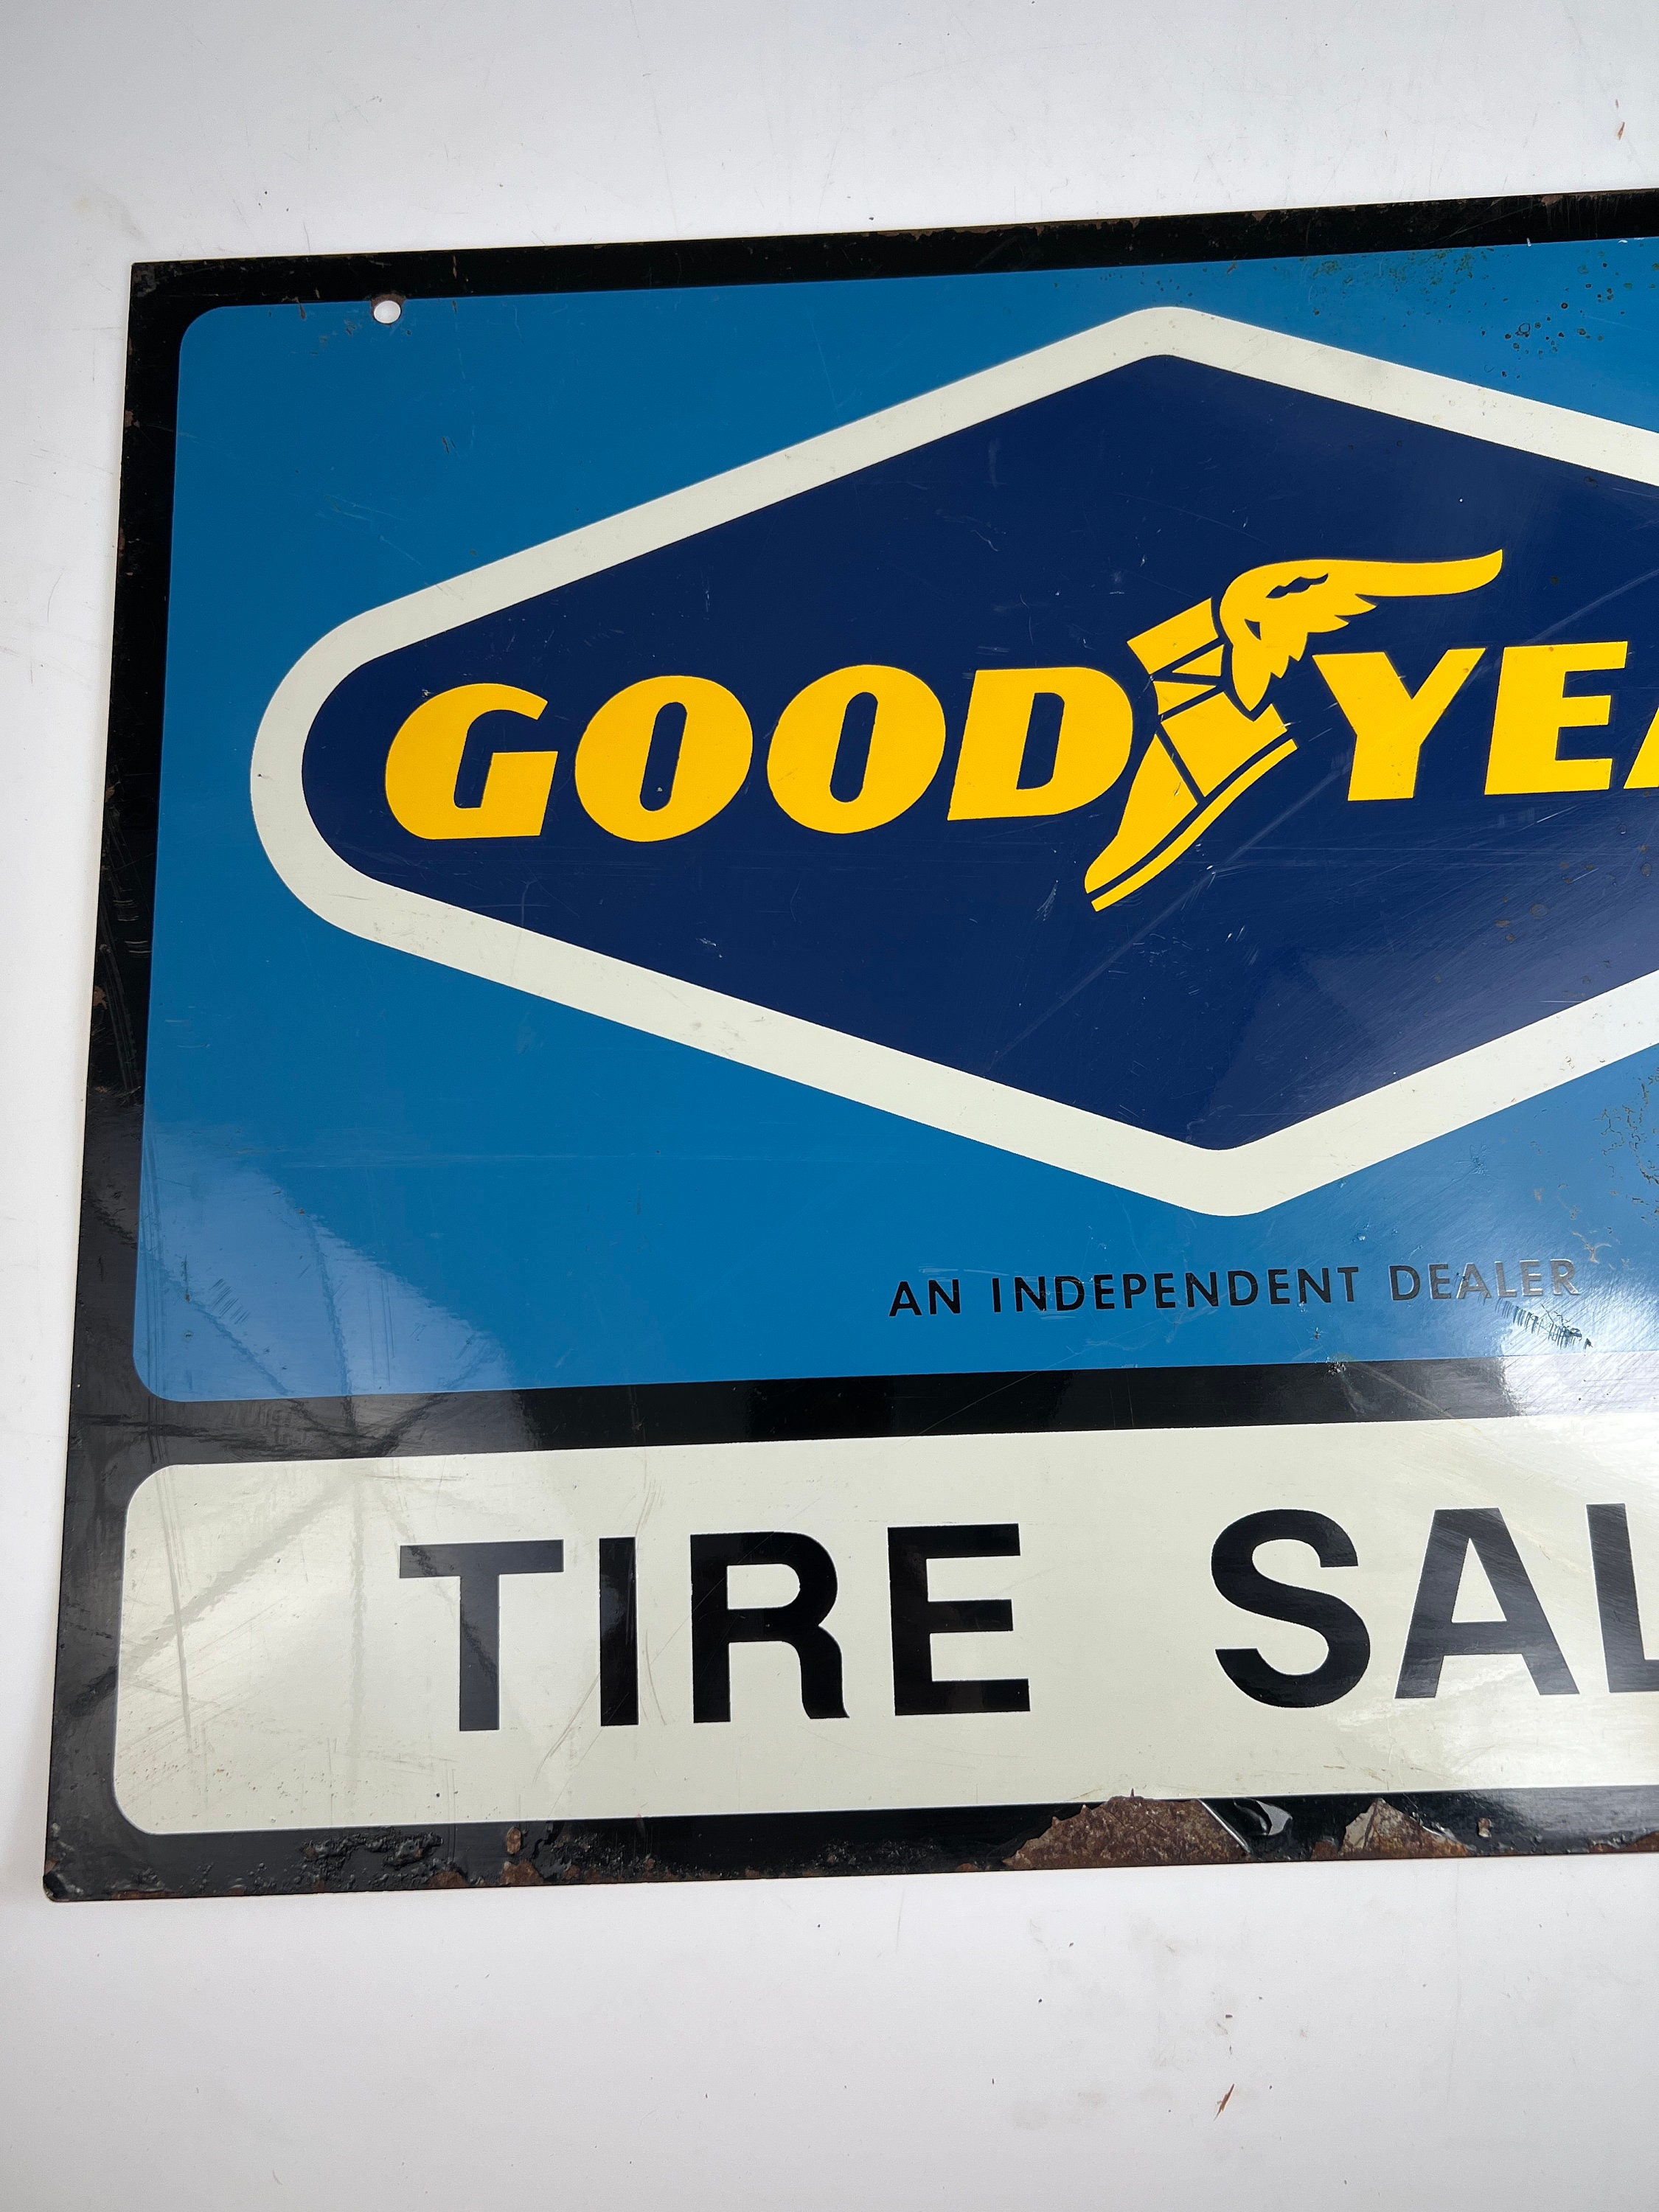 GOODYEA
AN INDEPENDENT DEALER
TIRE SAL